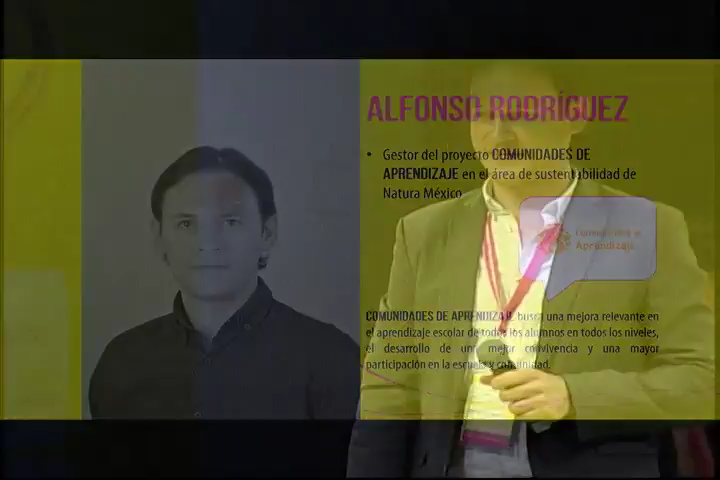 ALFONSO RODRÍGUEZ
• Gestor del proyecto COMUNIDADES DE
APRENDIZAJE en el área de sustentabilidad de
Natura México
Comunidad de
Aprendizaje
COMUNIDADES DE APRENDIZAJE busca una mejora relevante en
el aprendizaje escolar de todos los alumnos en todos los niveles,
el desarrollo de una mejor convivencia y una mayor
participación en la escuela y comunidad.